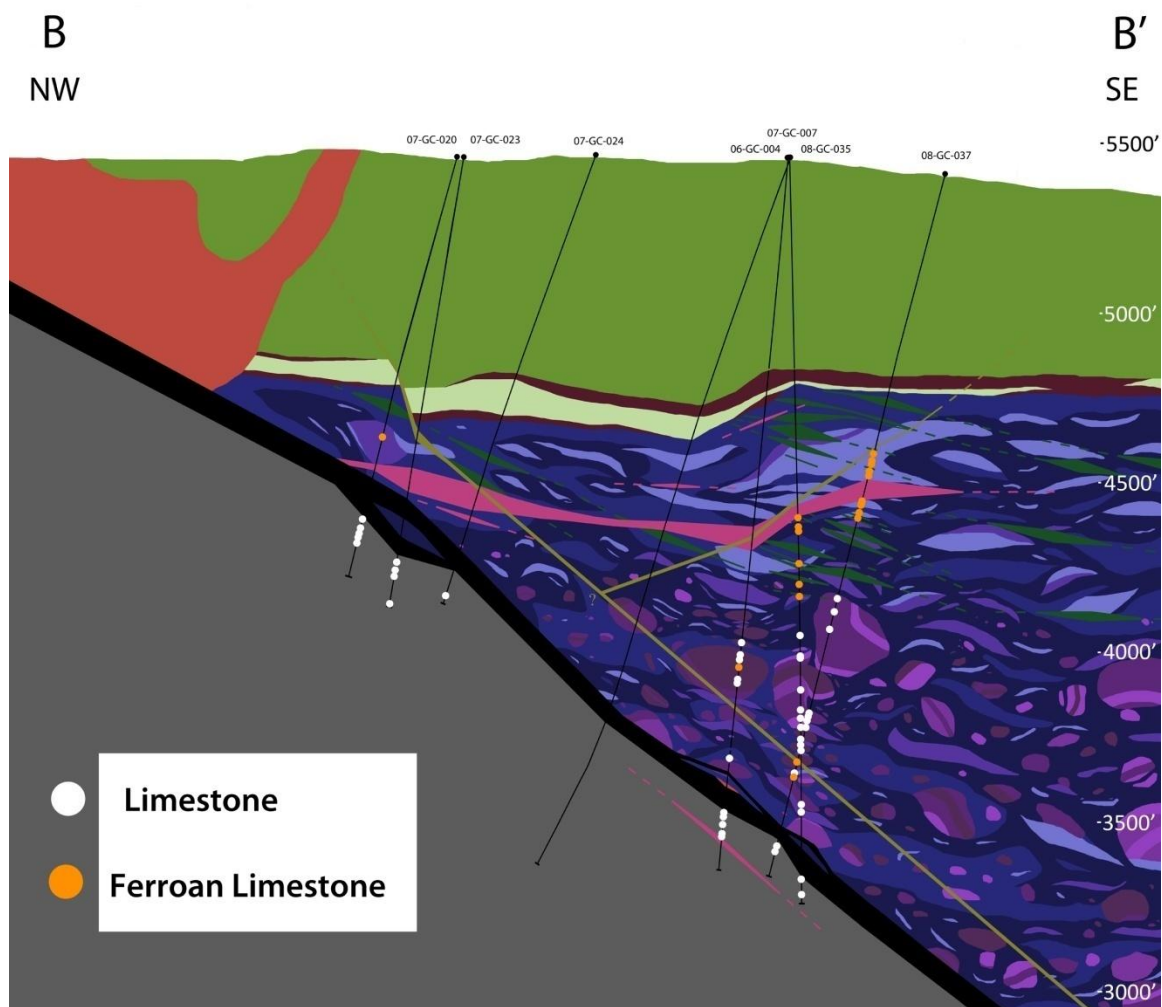 B
B'
NW
SE
07-GC-020
07-GC-023
07-GC-024
07-GC-007
06-GC-004
08-GC-035
08-GC-037
-5500'
-5000'
-4500'
?
-4000'
-3500'
-3000'
Limestone
Ferroan Limestone